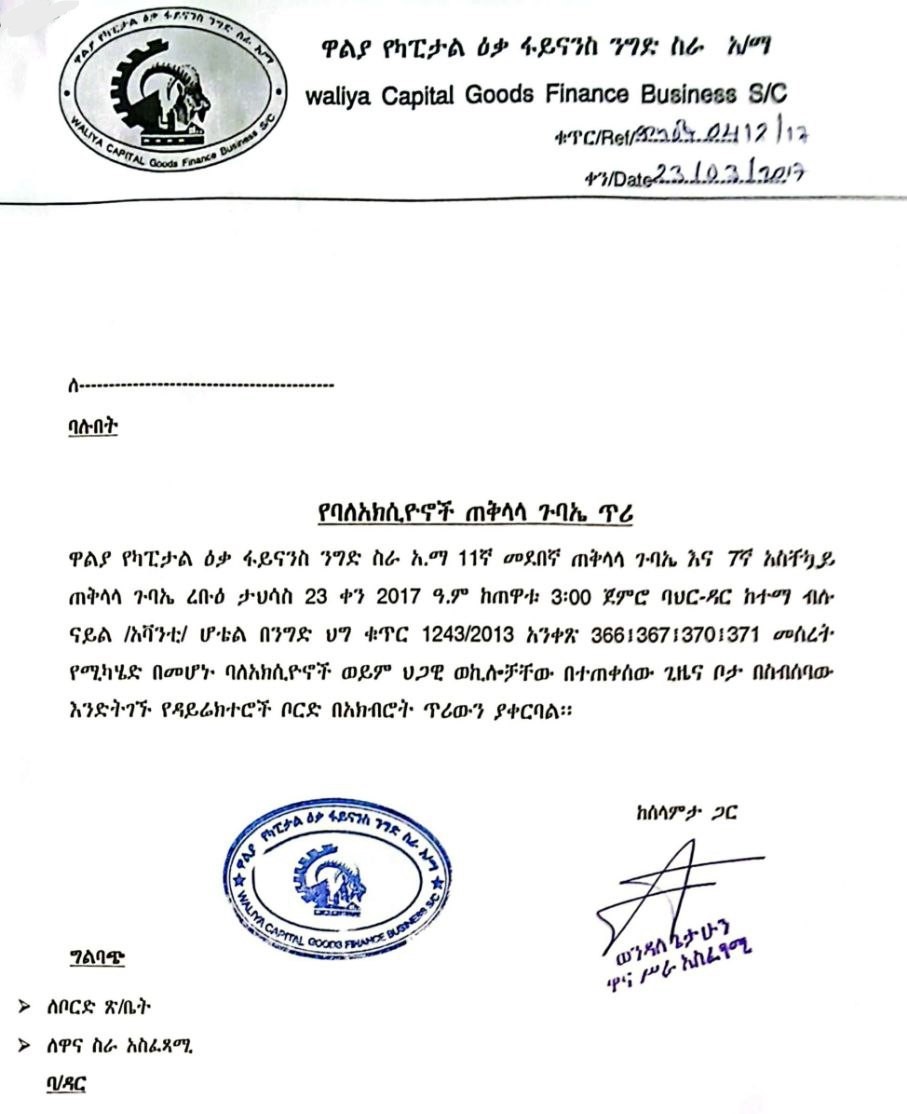 ዋልያ የካፒታል ዕቃ ፋይናንስ ንግድ ስራ አ/ማ
WALIYA CAPITAL Goods Finance Business S/C
ዋልያ የካፒታል ዕቃ ፋይናንስ ንግድ ስራ አ/ማ
waliya Capital Goods Finance Business S/C
ቁጥር/Ref/ 0412/17
ቀን/Date 23/03/2017
ለ-------------------------------------------
ባሉበት
የባለአክሲዮኖች ጠቅላላ ጉባኤ ጥሪ
ዋልያ የካፒታል ዕቃ ፋይናንስ ንግድ ስራ አ.ማ 11ኛ መደበኛ ጠቅላላ ጉባኤ እና 7ኛ አስቸካይ
ጠቅላላ ጉባኤ ረቡዕ ታህሳስ 23 ቀን 2017 ዓ.ም ከጠዋቱ 3:00 ጀምሮ ባህር-ዳር ከተማ ብሉ
ናይል /አቫንቲ/ ሆቴል በንግድ ህግ ቁጥር 1243/2013 አንቀጽ 366፤367፤370፤371 መሰረት
የሚካሄድ በመሆኑ ባለአክሲዮኖች ወይም ህጋዊ ወኪሎቻቸው በተጠቀሰው ጊዜና ቦታ በስብሰባው
እንድትገኙ የዳይሬክተሮች ቦርድ በአክብሮት ጥሪውን ያቀርባል፡፡
ከሰላምታ ጋር
ዋልያ የካፒታል ዕቃ ፋይናንስ ንግድ ስራ አ/ማ
WALIYA CAPITAL GOODS FINANCE BUSINESS S/C
ወንዳለ ጌታሁን
ዋና ሥራ አስፈፃሚ
ግልባጭ
➢ ለቦርድ ጽ/ቤት
➢ ለዋና ስራ አስፈጻሚ
ባ/ዳር